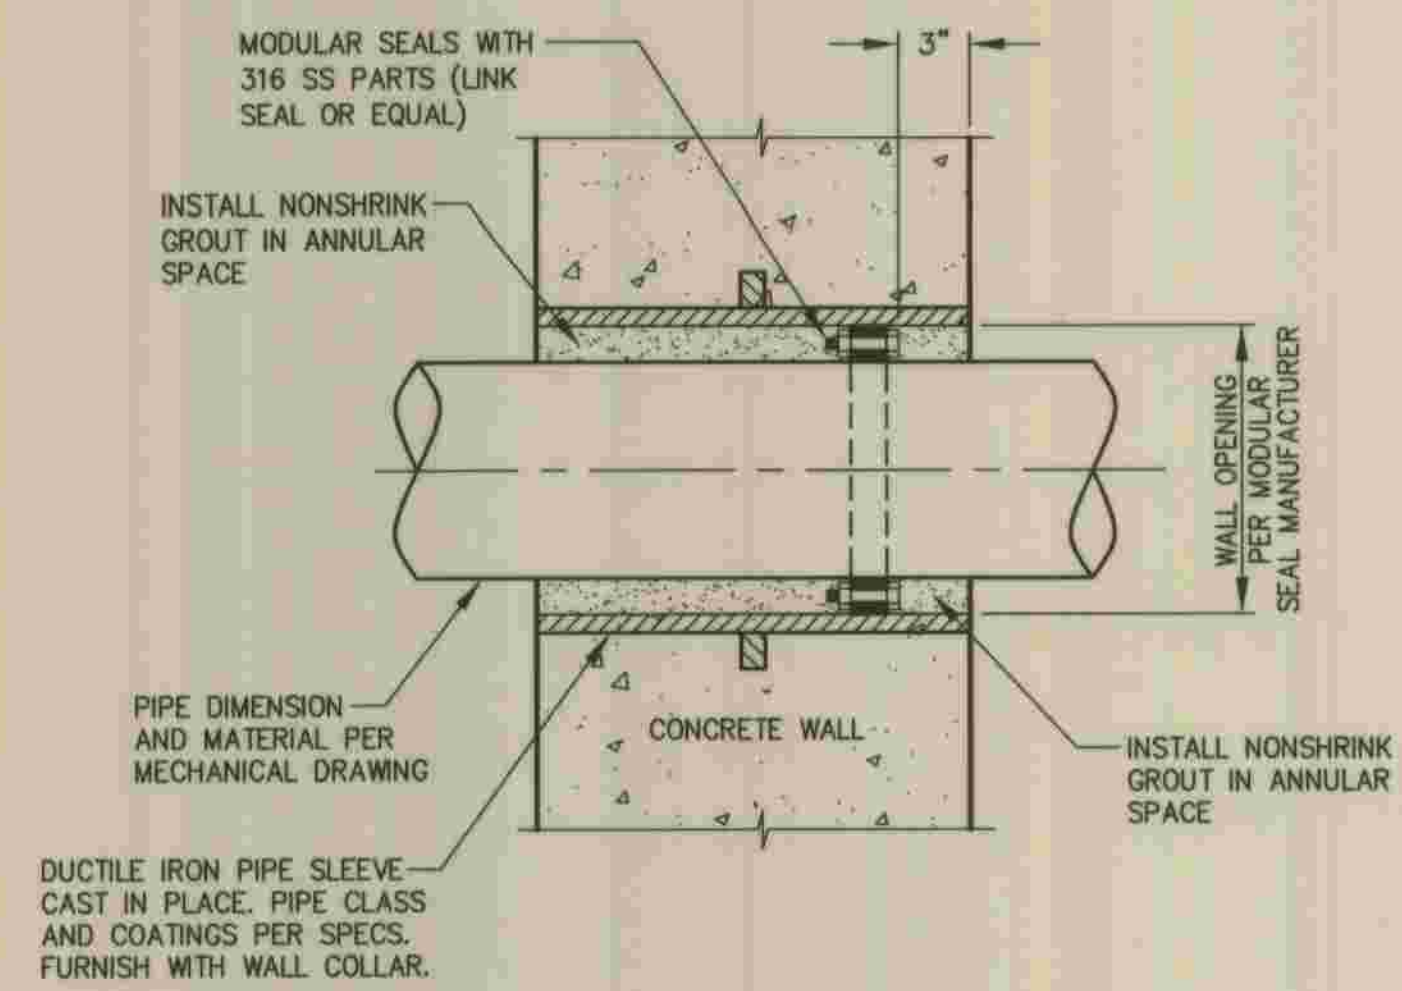 MODULAR SEALS WITH
316 SS PARTS (LINK
SEAL OR EQUAL)
3"
INSTALL NONSHRINK
GROUT IN ANNULAR
SPACE
WALL OPENING
PER MODULAR
SEAL MANUFACTURER
PIPE DIMENSION
AND MATERIAL PER
MECHANICAL DRAWING
CONCRETE WALL
INSTALL NONSHRINK
GROUT IN ANNULAR
SPACE
DUCTILE IRON PIPE SLEEVE
CAST IN PLACE. PIPE CLASS
AND COATINGS PER SPECS.
FURNISH WITH WALL COLLAR.